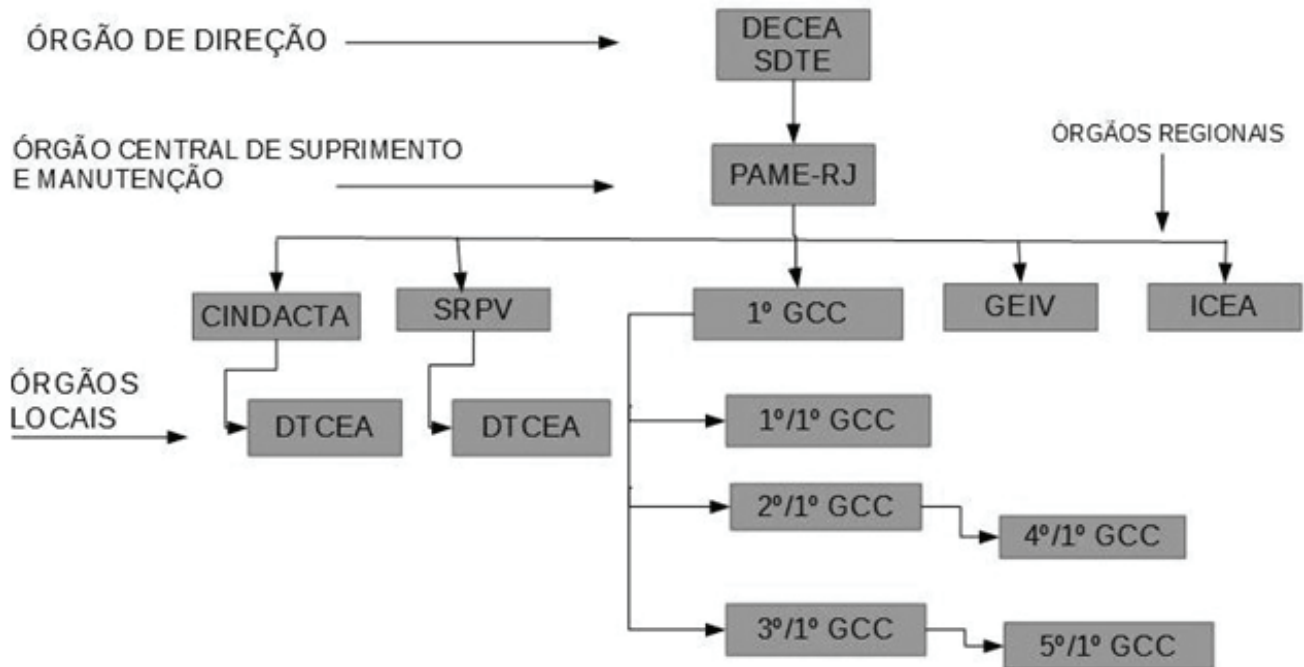 ÓRGÃO DE DIREÇÃO
DECEA
SDTE
ÓRGÃO CENTRAL DE SUPRIMENTO
E MANUTENÇÃO
PAME-RJ
ÓRGÃOS REGIONAIS
CINDACTA
SRPV
1º GCC
GEIV
ICEA
ÓRGÃOS
LOCAIS
DTCEA
DTCEA
1º/1º GCC
2º/1º GCC
4º/1º GCC
3º/1º GCC
5º/1º GCC